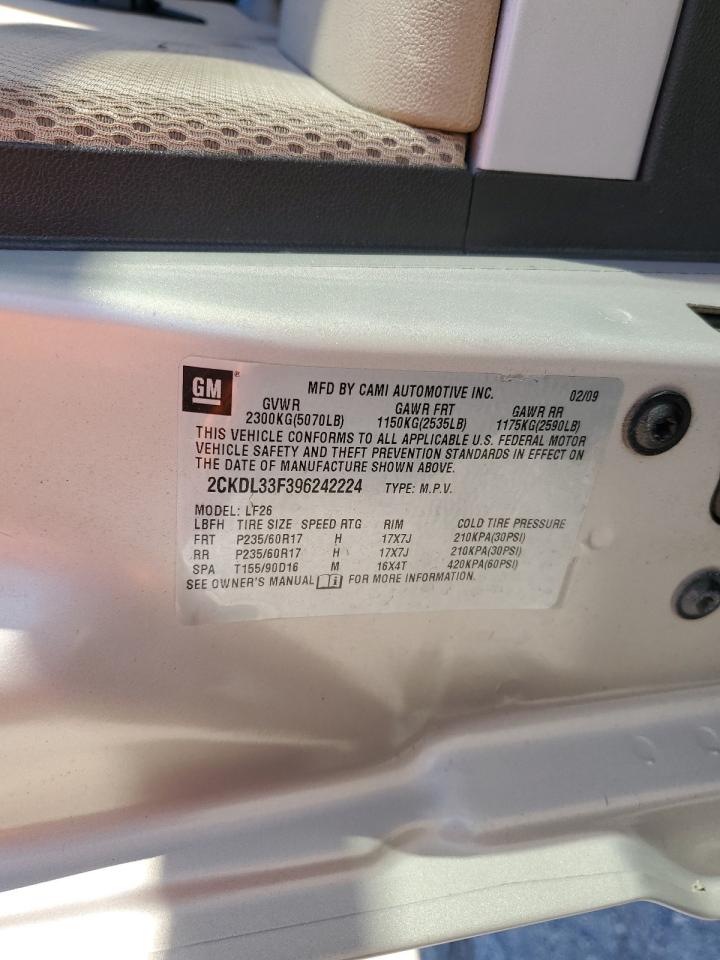 GM ® MFD BY CAMI AUTOMOTIVE INC. 02/09
GVWR GAWR FRT GAWR RR
2300KG(5070LB) 1150KG(2535LB) 1175KG(2590LB)
THIS VEHICLE CONFORMS TO ALL APPLICABLE U.S. FEDERAL MOTOR
VEHICLE SAFETY AND THEFT PREVENTION STANDARDS IN EFFECT ON
THE DATE OF MANUFACTURE SHOWN ABOVE.
2CKDL33F396242224 TYPE: M.P.V.
MODEL: LF26
LBFH TIRE SIZE SPEED RTG RIM COLD TIRE PRESSURE
FRT P235/60R17 H 17X7J 210KPA(30PSI)
RR P235/60R17 H 17X7J 210KPA(30PSI)
SPA T155/90D16 M 16X4T 420KPA(60PSI)
SEE OWNER'S MANUAL i FOR MORE INFORMATION.